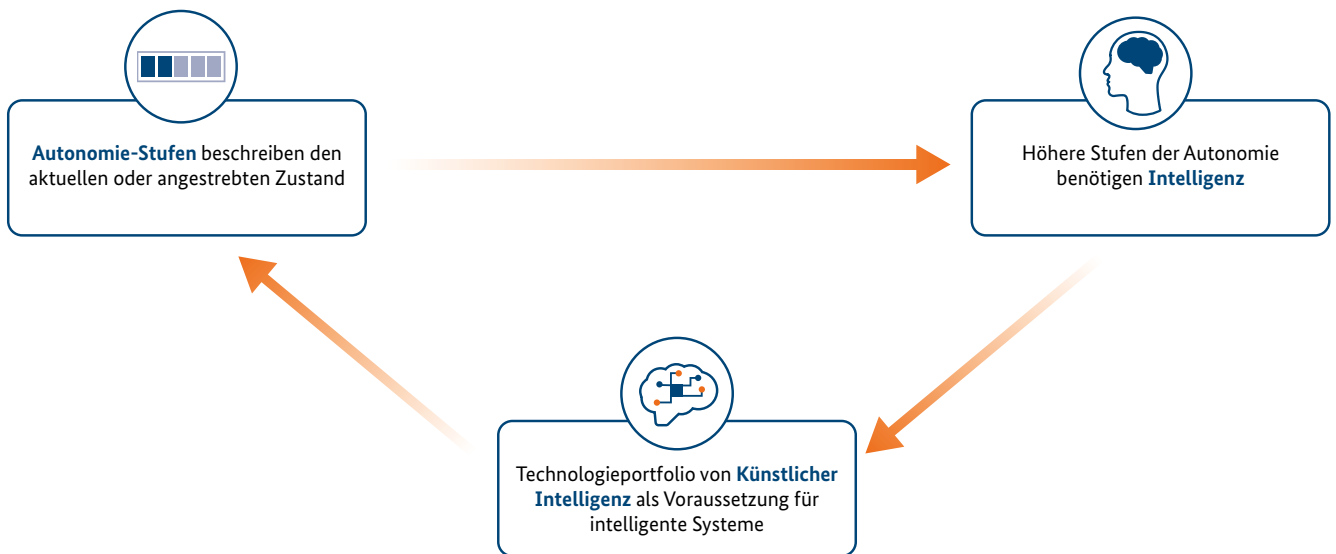 Autonomie-Stufen beschreiben den
aktuellen oder angestrebten Zustand
Höhere Stufen der Autonomie
benötigen Intelligenz
Technologieportfolio von Künstlicher
Intelligenz als Voraussetzung für
intelligente Systeme